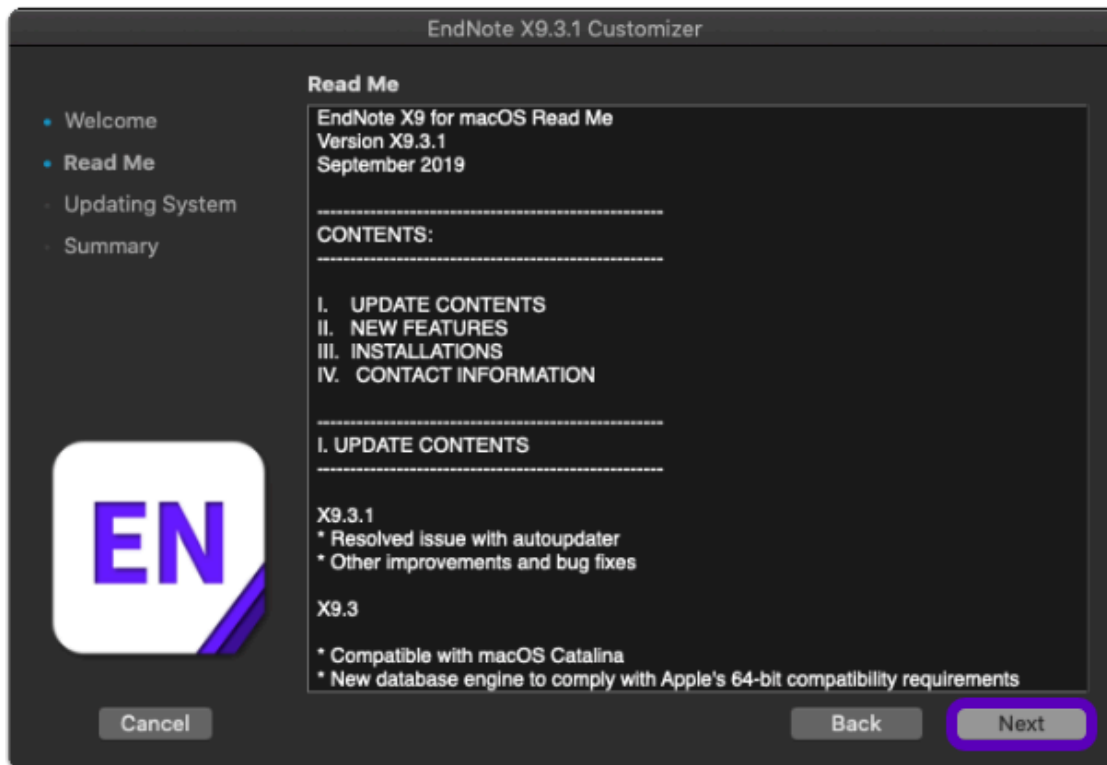 EndNote X9.3.1 Customizer
Welcome
Read Me
Updating System
Summary
EN
Read Me
EndNote X9 for macOS Read Me
Version X9.3.1
September 2019
-----------------------------------------------------
CONTENTS:
-----------------------------------------------------
I. UPDATE CONTENTS
II. NEW FEATURES
III. INSTALLATIONS
IV. CONTACT INFORMATION
-----------------------------------------------------
I. UPDATE CONTENTS
-----------------------------------------------------
X9.3.1
* Resolved issue with autoupdater
* Other improvements and bug fixes
X9.3
* Compatible with macOS Catalina
* New database engine to comply with Apple's 64-bit compatibility requirements
Cancel
Back
Next